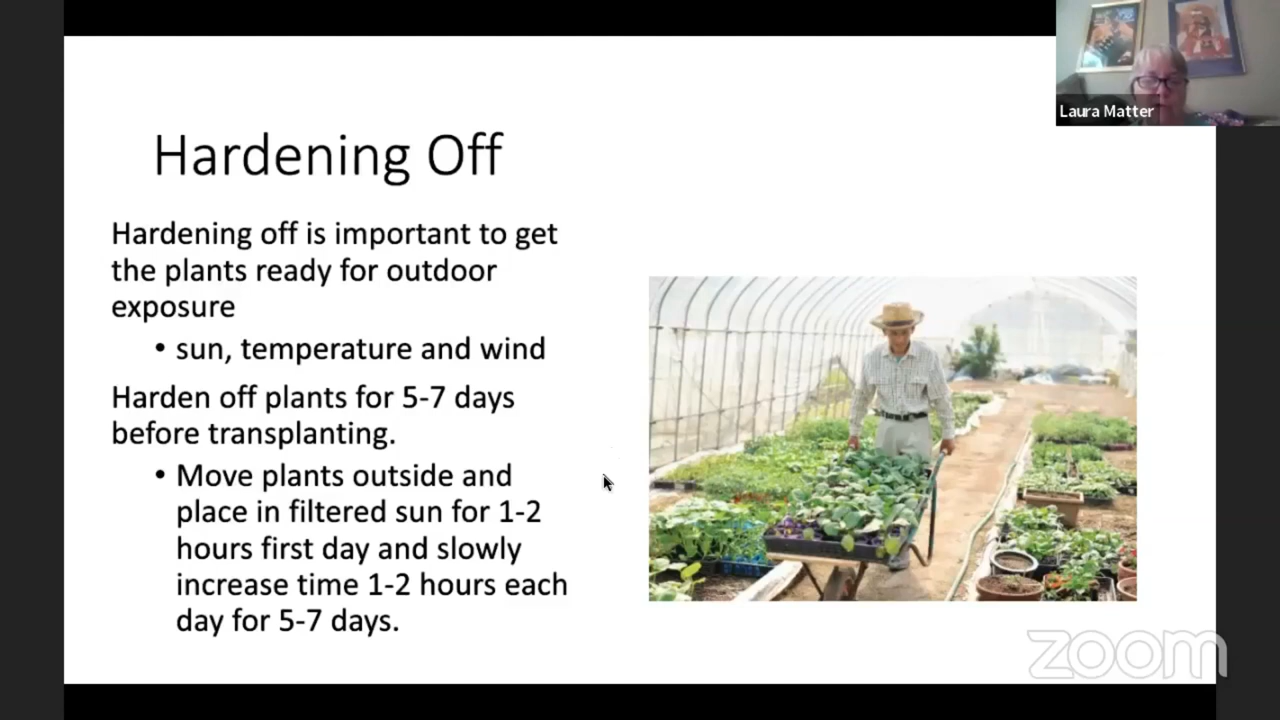 Laura Matter
Hardening Off
Hardening off is important to get
the plants ready for outdoor
exposure
• sun, temperature and wind
Harden off plants for 5-7 days
before transplanting.
• Move plants outside and
place in filtered sun for 1-2
hours first day and slowly
increase time 1-2 hours each
day for 5-7 days.
zoom